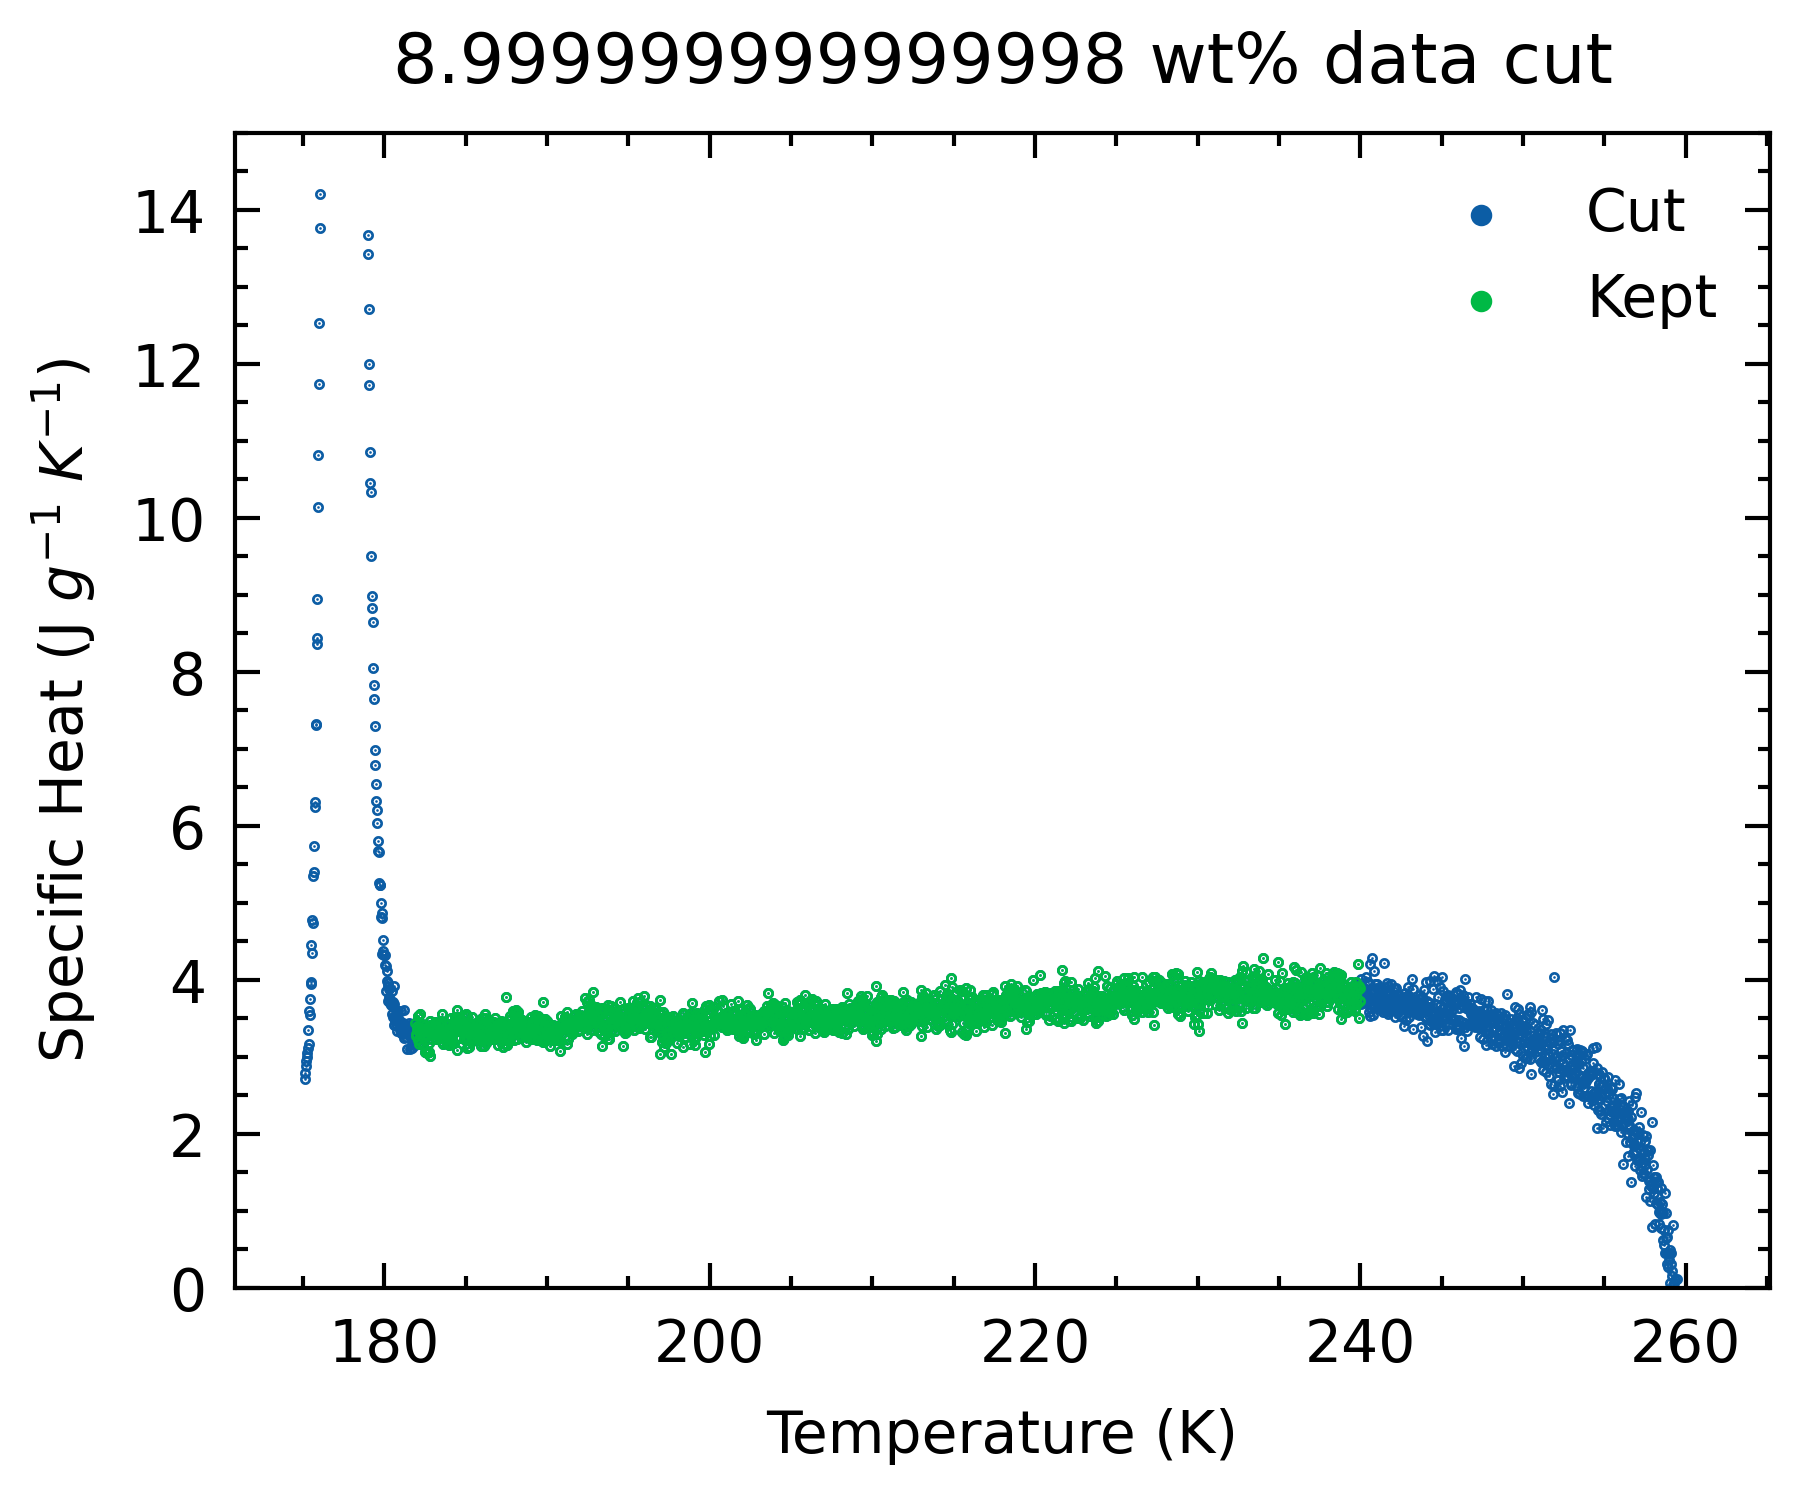 8.999999999999998 wt% data cut
Cut
Kept
14
12
10
8
6
4
2
0
Specific Heat (J g⁻¹ K⁻¹)
180 200 220 240 260
Temperature (K)